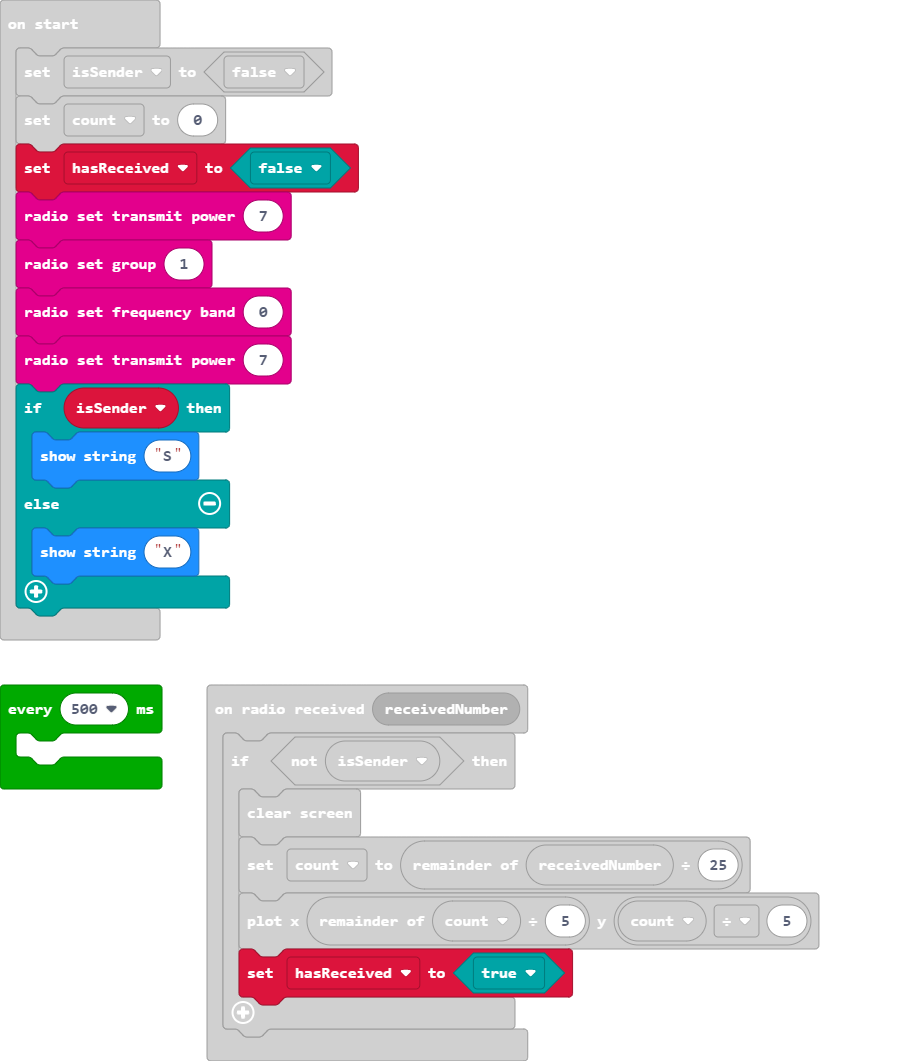 on start
set isSender to false
set count to 0
set hasReceived to false
radio set transmit power 7
radio set group 1
radio set frequency band 0
radio set transmit power 7
if isSender then
show string "S"
else
show string "X"
every 500 ms
on radio received receivedNumber
if not isSender then
clear screen
set count to remainder of receivedNumber ÷ 25
plot x remainder of count ÷ 5 y count ÷ 5
set hasReceived to true